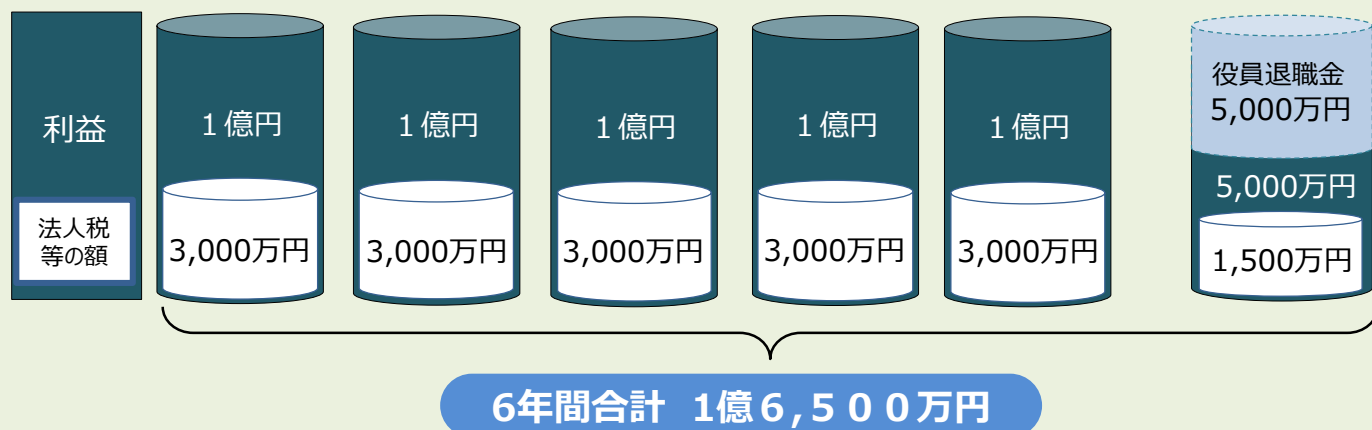 利益
法人税
等の額
１億円
3,000万円
１億円
3,000万円
１億円
3,000万円
１億円
3,000万円
１億円
3,000万円
役員退職金
5,000万円
5,000万円
1,500万円
6年間合計 1億６,５００万円